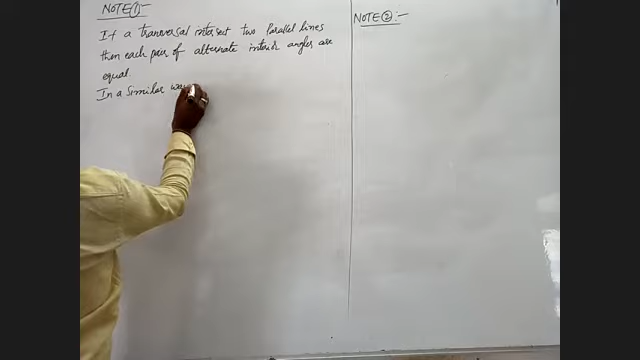 NOTE ①:-
If a transversal intersect two Parallel lines
then each pair of alternate interior angles are
equal.
In a Similar way
NOTE ②:-